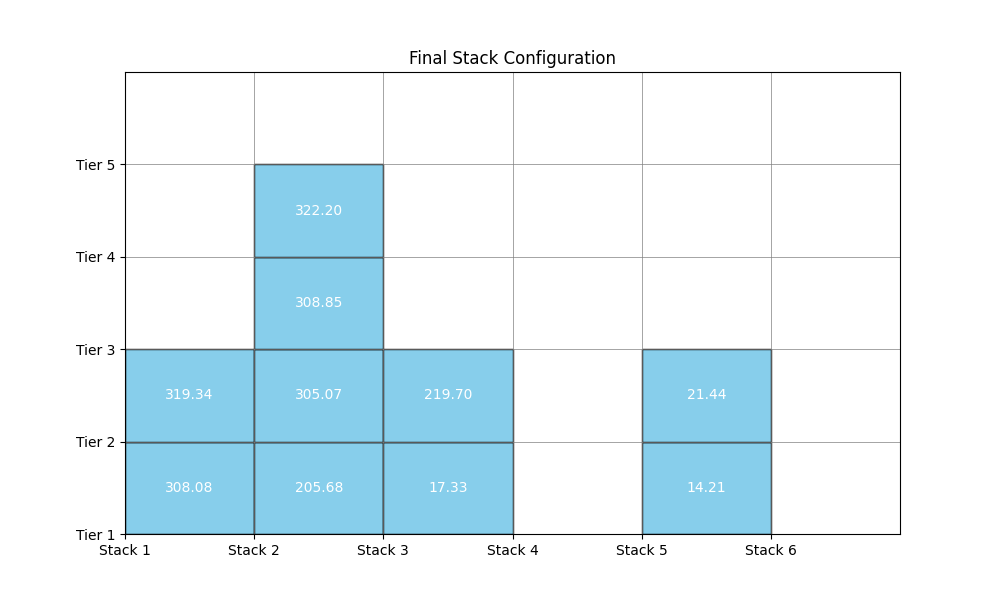 Final Stack Configuration
Tier 5
322.20
Tier 4
308.85
Tier 3
319.34 305.07 219.70 21.44
Tier 2
308.08 205.68 17.33 14.21
Tier 1
Stack 1 Stack 2 Stack 3 Stack 4 Stack 5 Stack 6